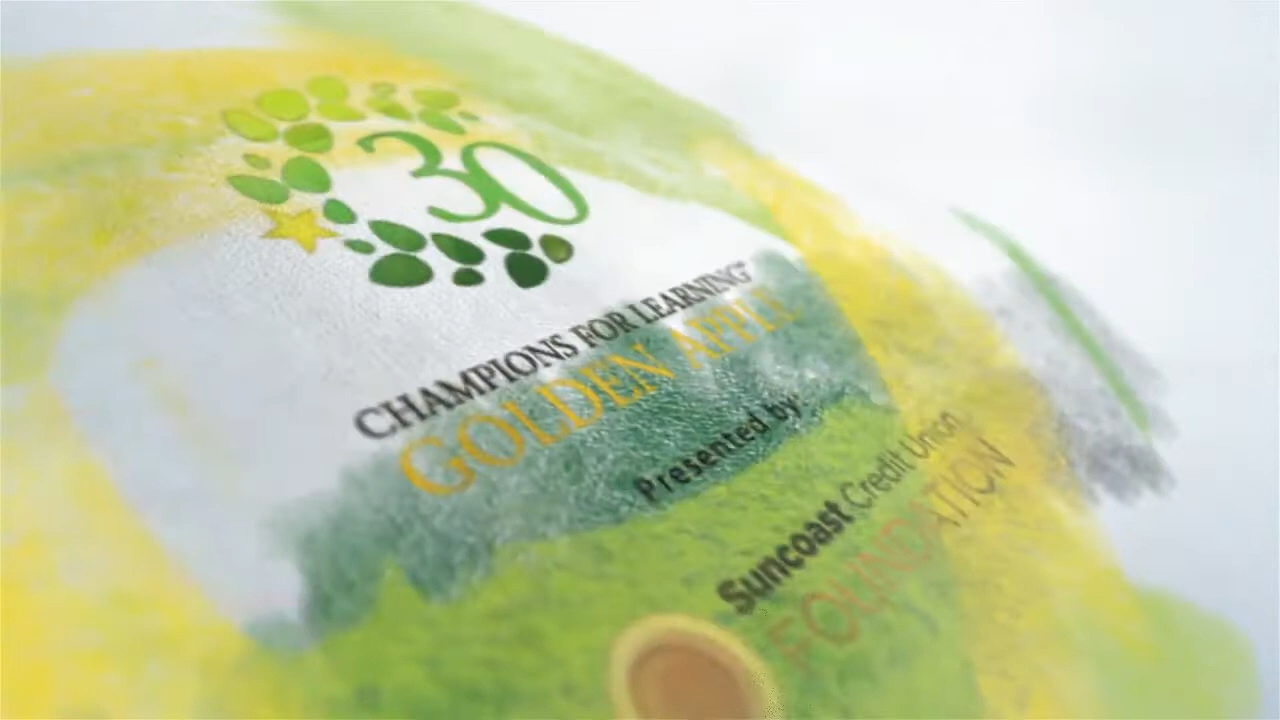 30
CHAMPIONS FOR LEARNING®
GOLDEN APPLE
Presented by:
Suncoast Credit Union
FOUNDATION